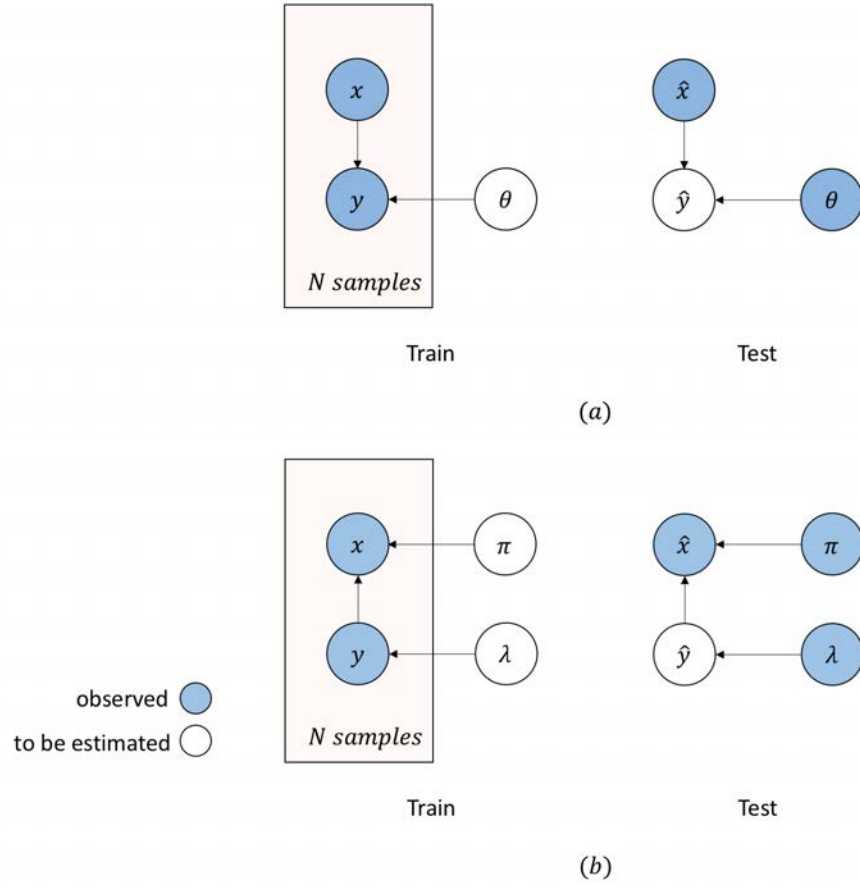 x x̂
y θ ŷ θ
N samples
Train Test
(a)
x π x̂ π
y λ ŷ λ
observed
to be estimated
N samples
Train Test
(b)